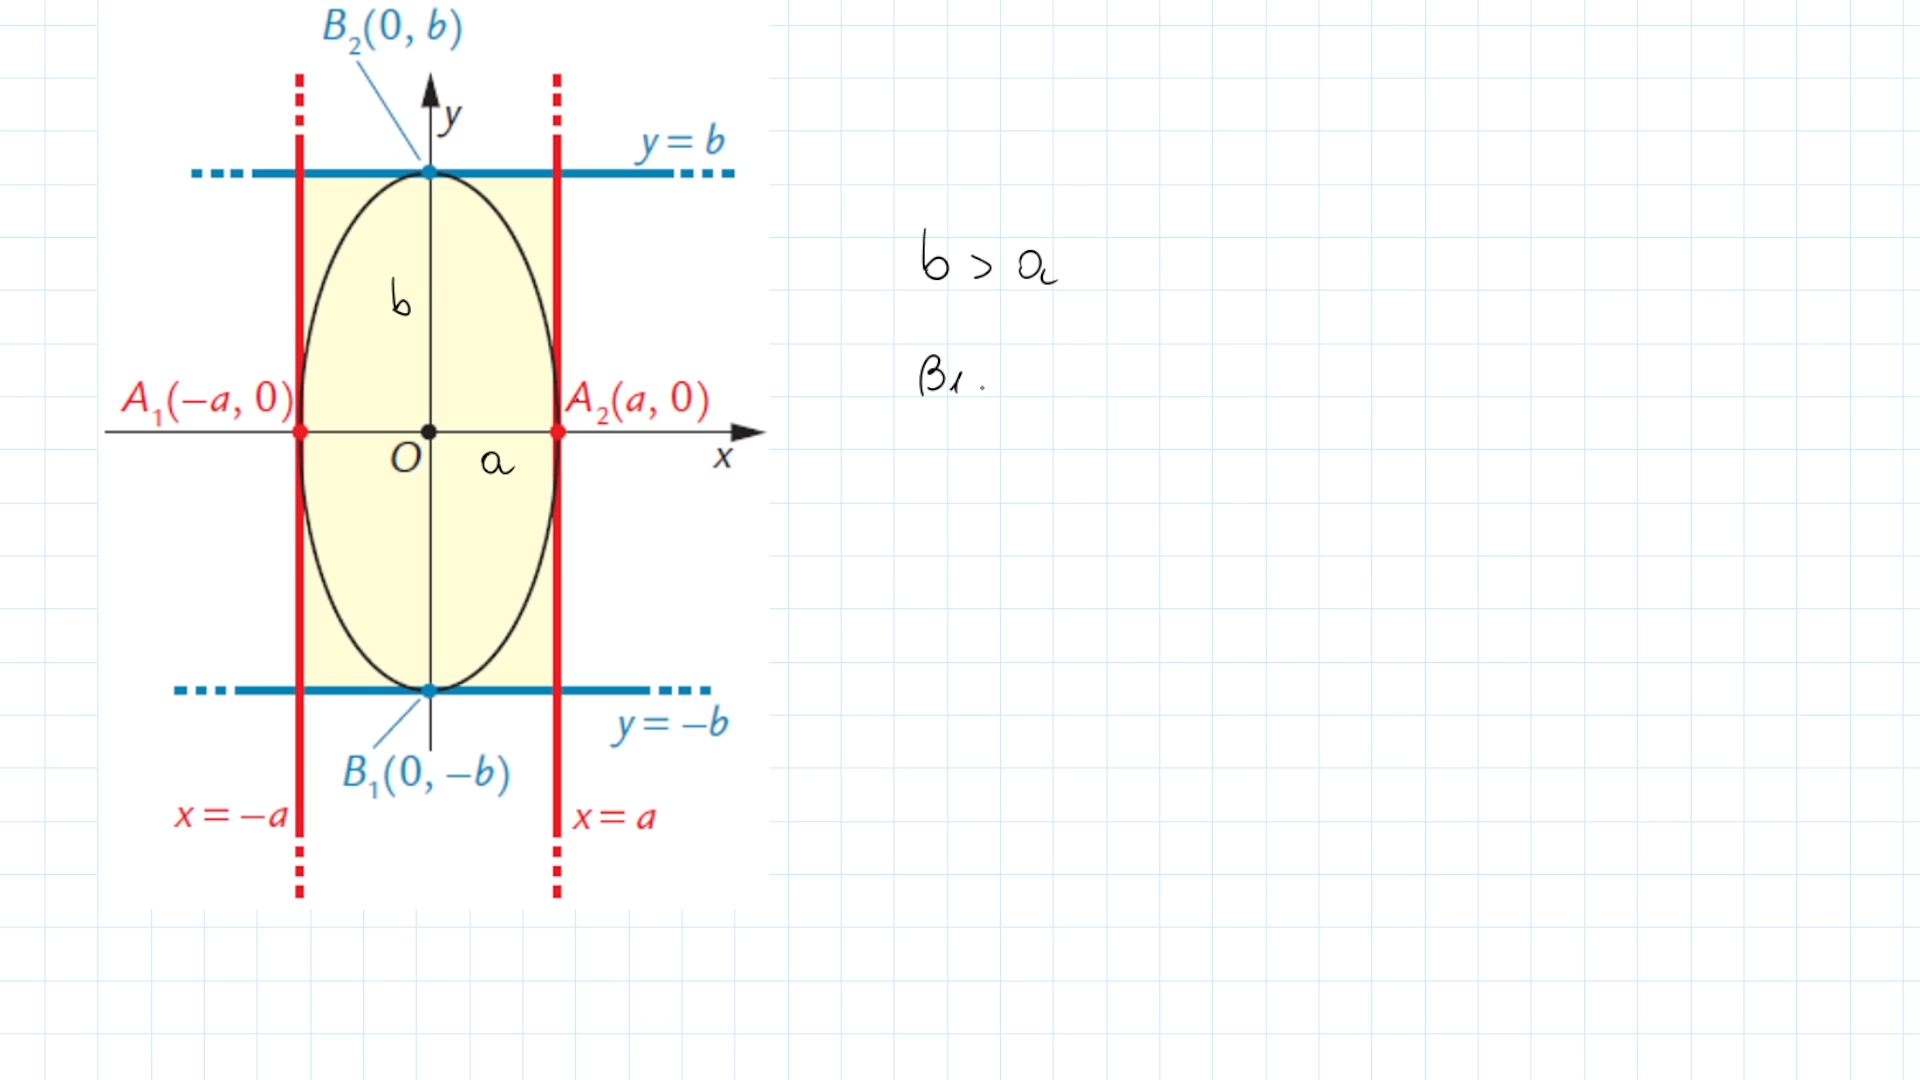 B₂(0, b)
y
y = b
b
b > a
B₁.
A₁(−a, 0)
A₂(a, 0)
O
a
x
y = −b
B₁(0, −b)
x = −a
x = a